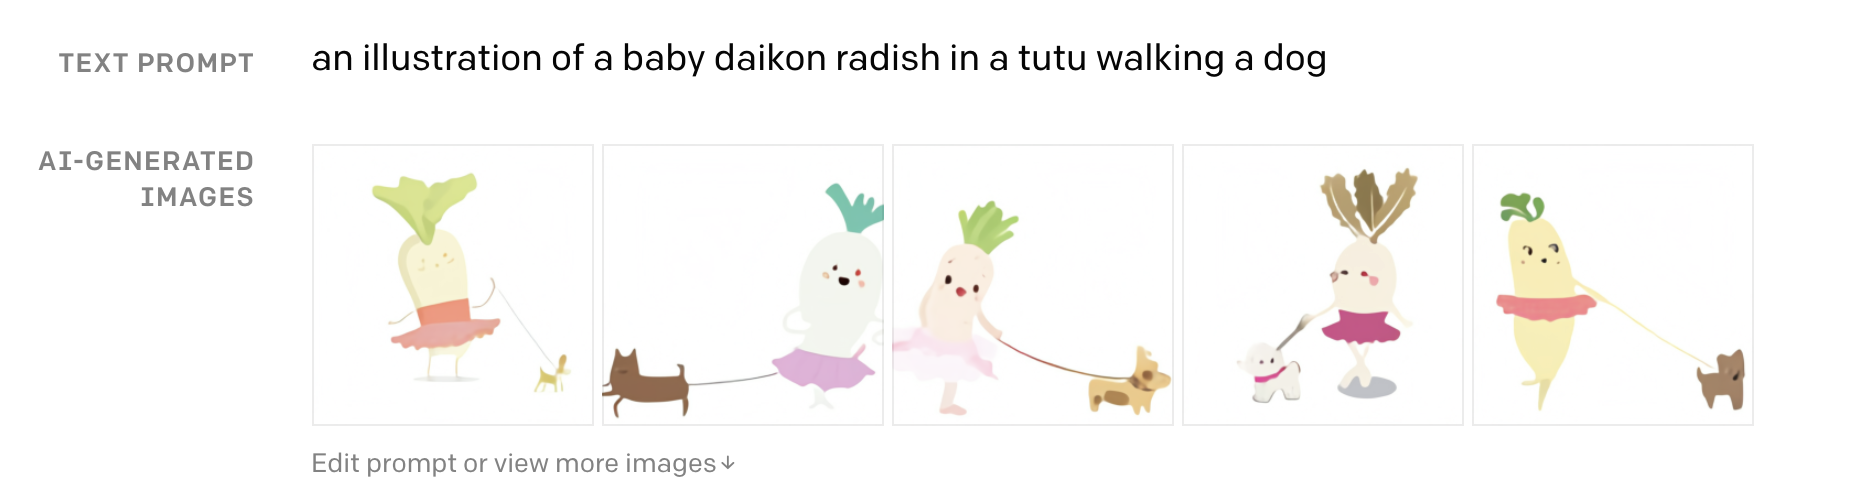 TEXT PROMPT
an illustration of a baby daikon radish in a tutu walking a dog
AI-GENERATED
IMAGES
Edit prompt or view more images↓